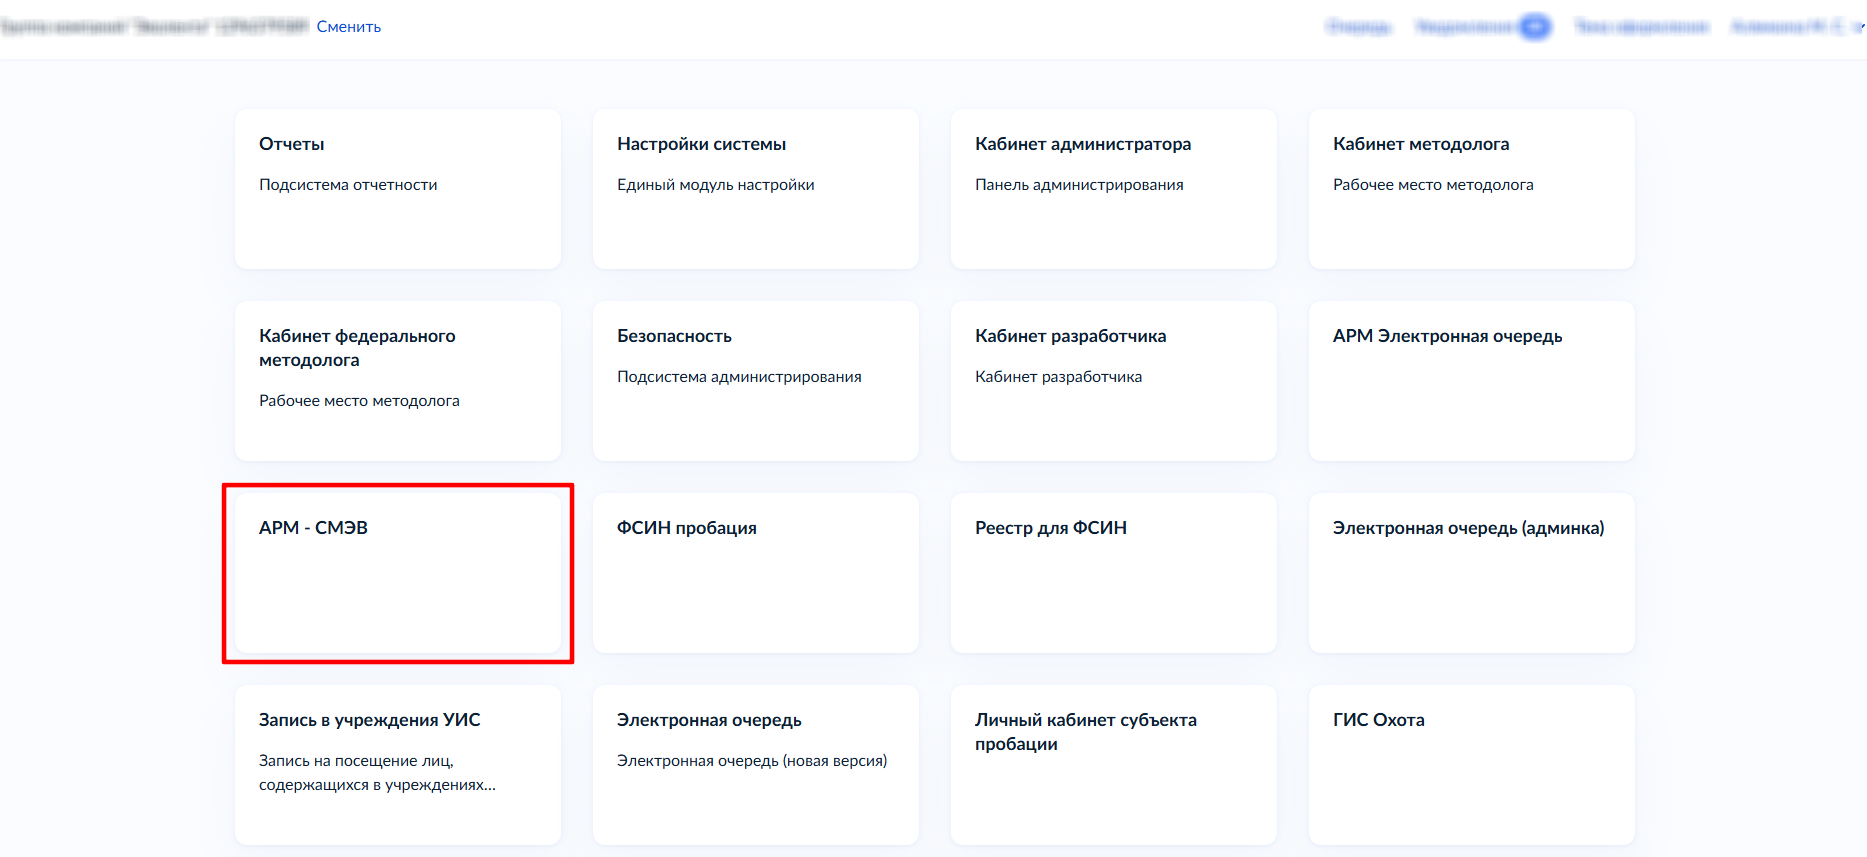 Сменить
Отчеты
Подсистема отчетности
Настройки системы
Единый модуль настройки
Кабинет администратора
Панель администрирования
Кабинет методолога
Рабочее место методолога
Кабинет федерального
методолога
Рабочее место методолога
Безопасность
Подсистема администрирования
Кабинет разработчика
Кабинет разработчика
АРМ Электронная очередь
АРМ - СМЭВ
ФСИН пробация
Реестр для ФСИН
Электронная очередь (админка)
Запись в учреждения УИС
Запись на посещение лиц,
содержащихся в учреждениях...
Электронная очередь
Электронная очередь (новая версия)
Личный кабинет субъекта
пробации
ГИС Охота